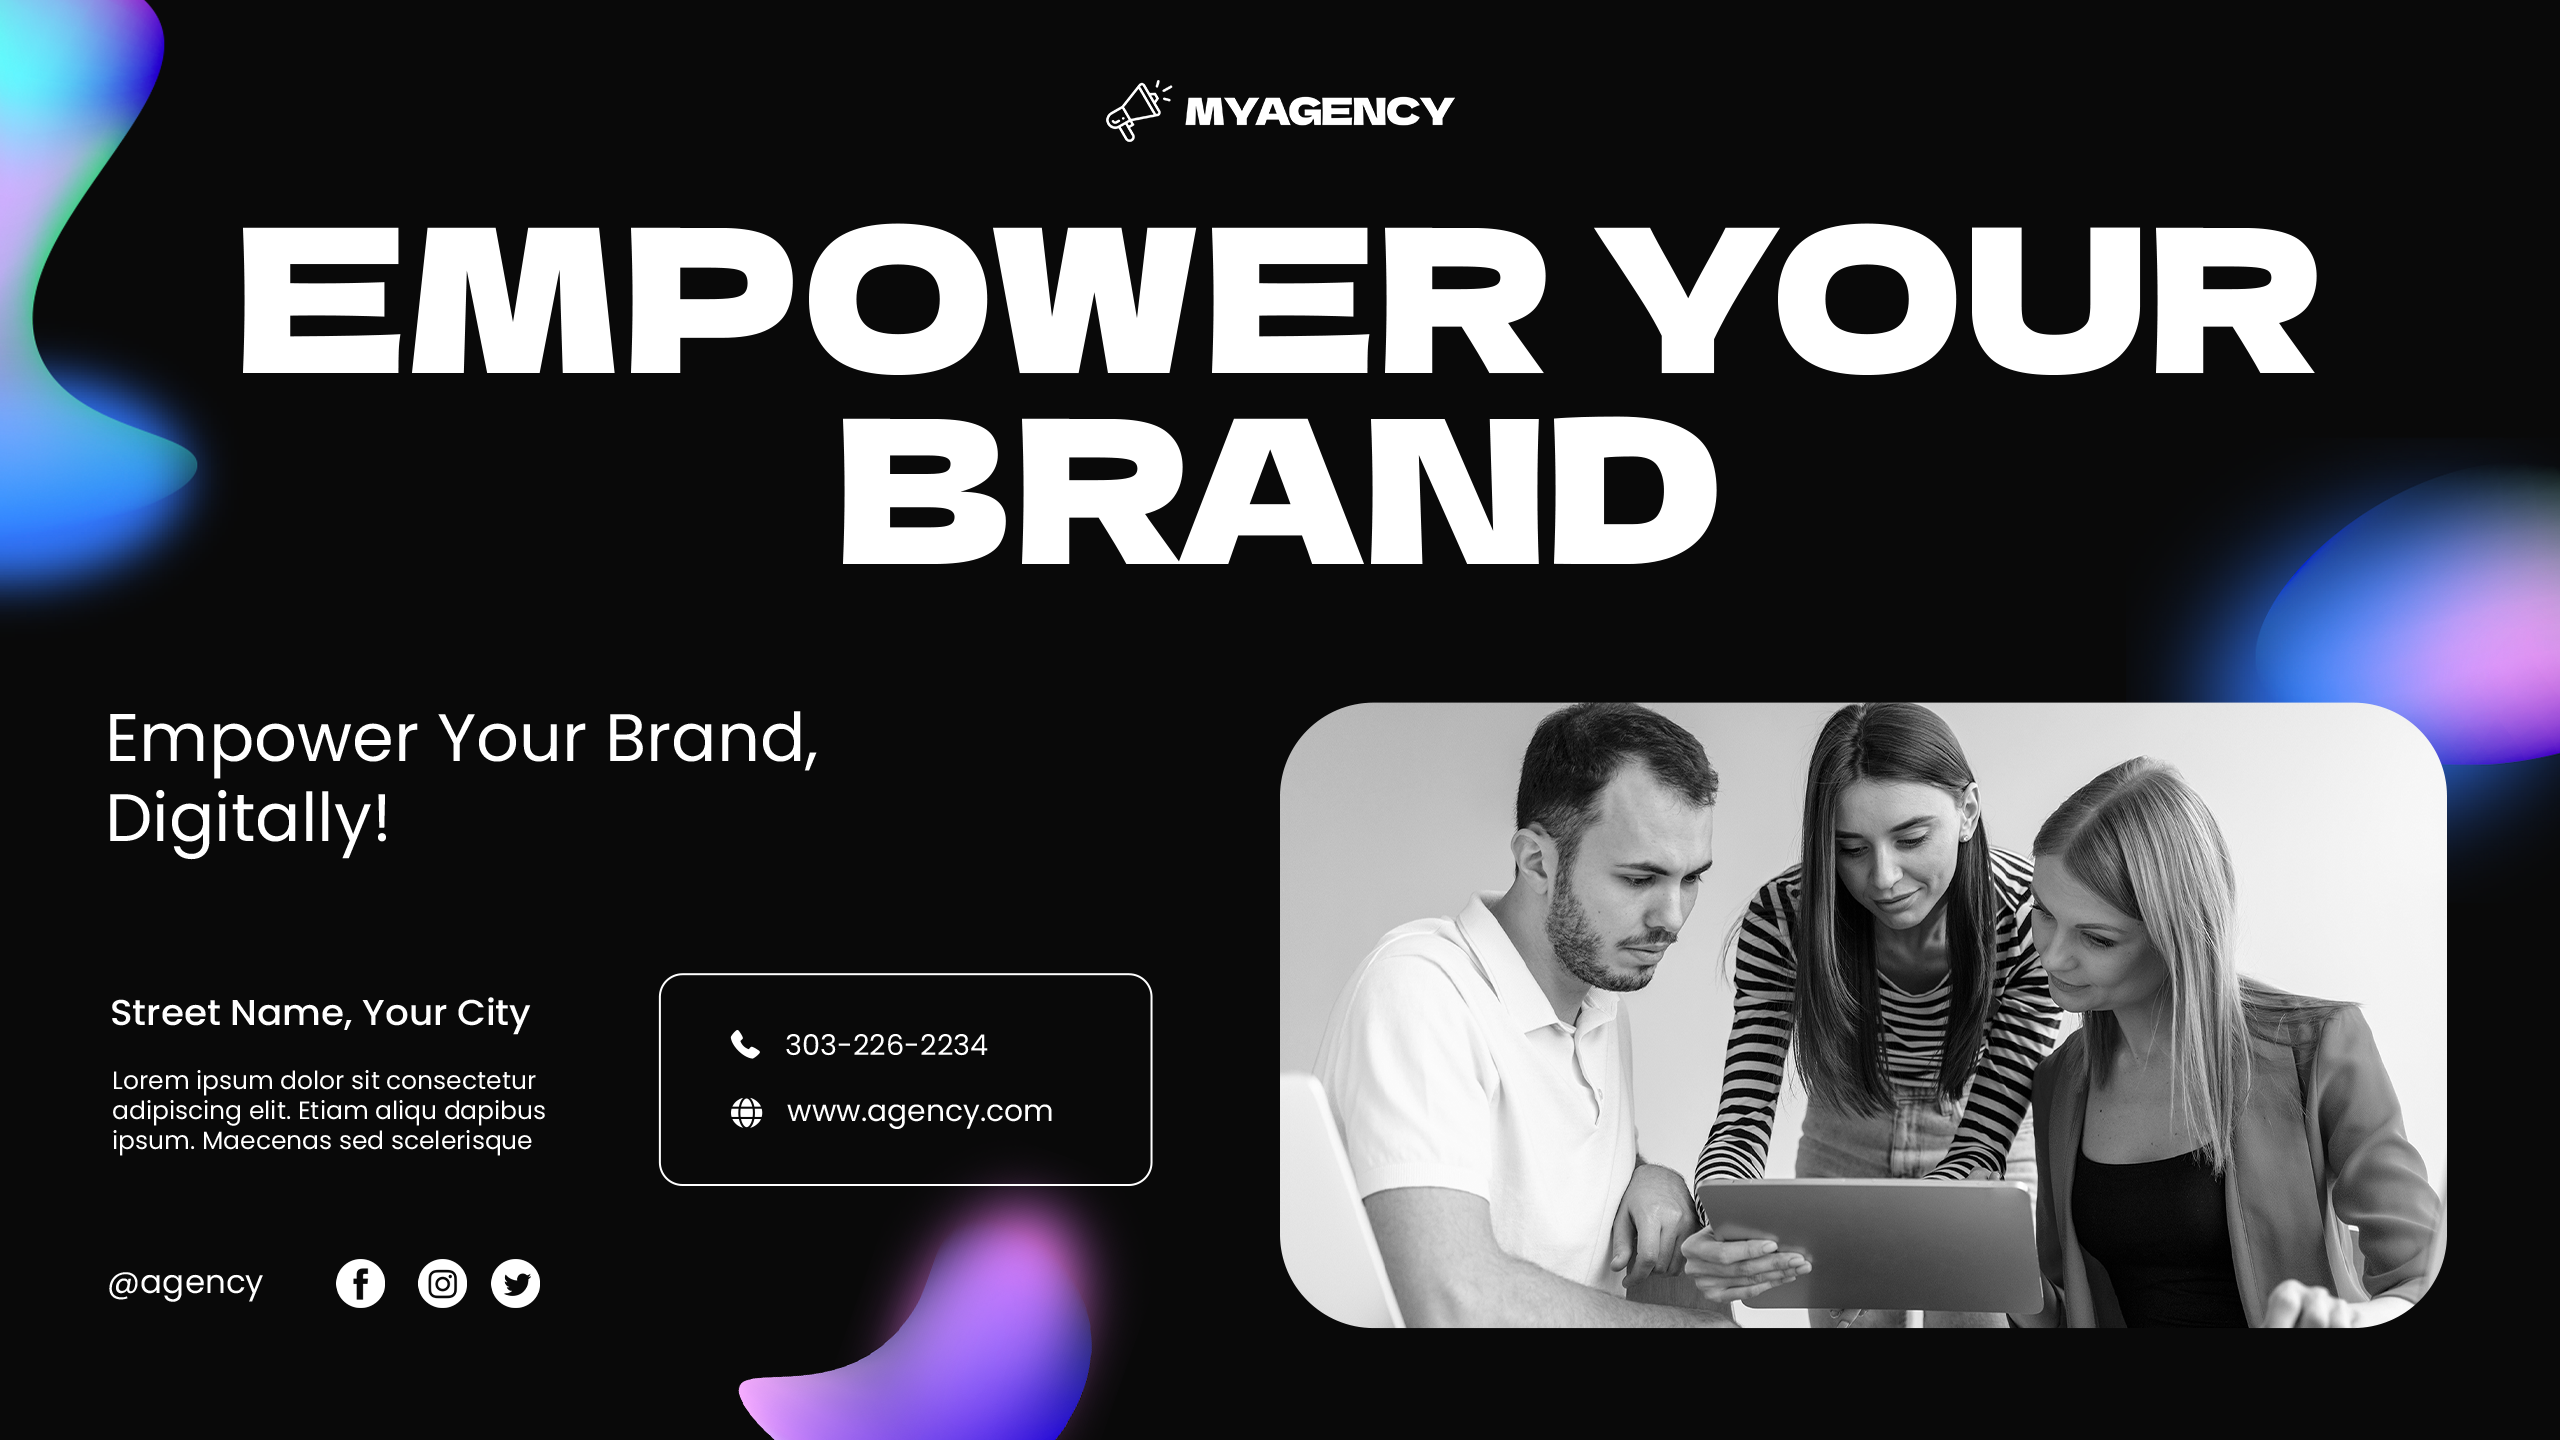 MYAGENCY
EMPOWER YOUR
BRAND
Empower Your Brand,
Digitally!
Street Name, Your City
Lorem ipsum dolor sit consectetur
adipiscing elit. Etiam aliqu dapibus
ipsum. Maecenas sed scelerisque
303-226-2234
www.agency.com
@agency